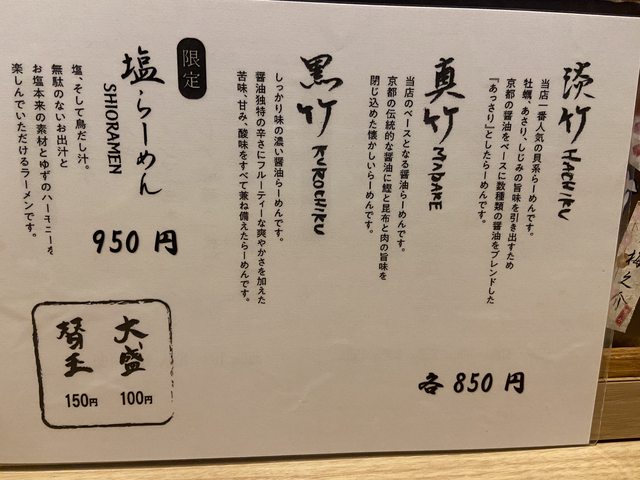 淡竹 HACHIKU
当店一番人気の貝系らーめんです。
牡蠣、あさり、しじみの旨味を引き出すため
京都の醤油をベースに数種類の醤油をブレンドした
『あっさり』としたらーめんです。
真竹 MADAKE
当店のベースとなる醤油らーめんです。
京都の伝統的な醤油に鰹と昆布と肉の旨味を
閉じ込めた懐かしいらーめんです。
各 850 円
黒竹 KUROCHIKU
しっかり味の濃い醤油らーめんです。
醤油独特の辛さにフルーティーな爽やかさを加えた
苦味、甘み、酸味をすべて兼ね備えたらーめんです。
限定
塩らーめん
SHIORAMEN
塩、そして鳥だし汁。
無駄のないお出汁と
お塩本来の素材とゆずのハーモニーを
楽しんでいただけるラーメンです。
950 円
大盛
100円
替玉
150円
梅之介